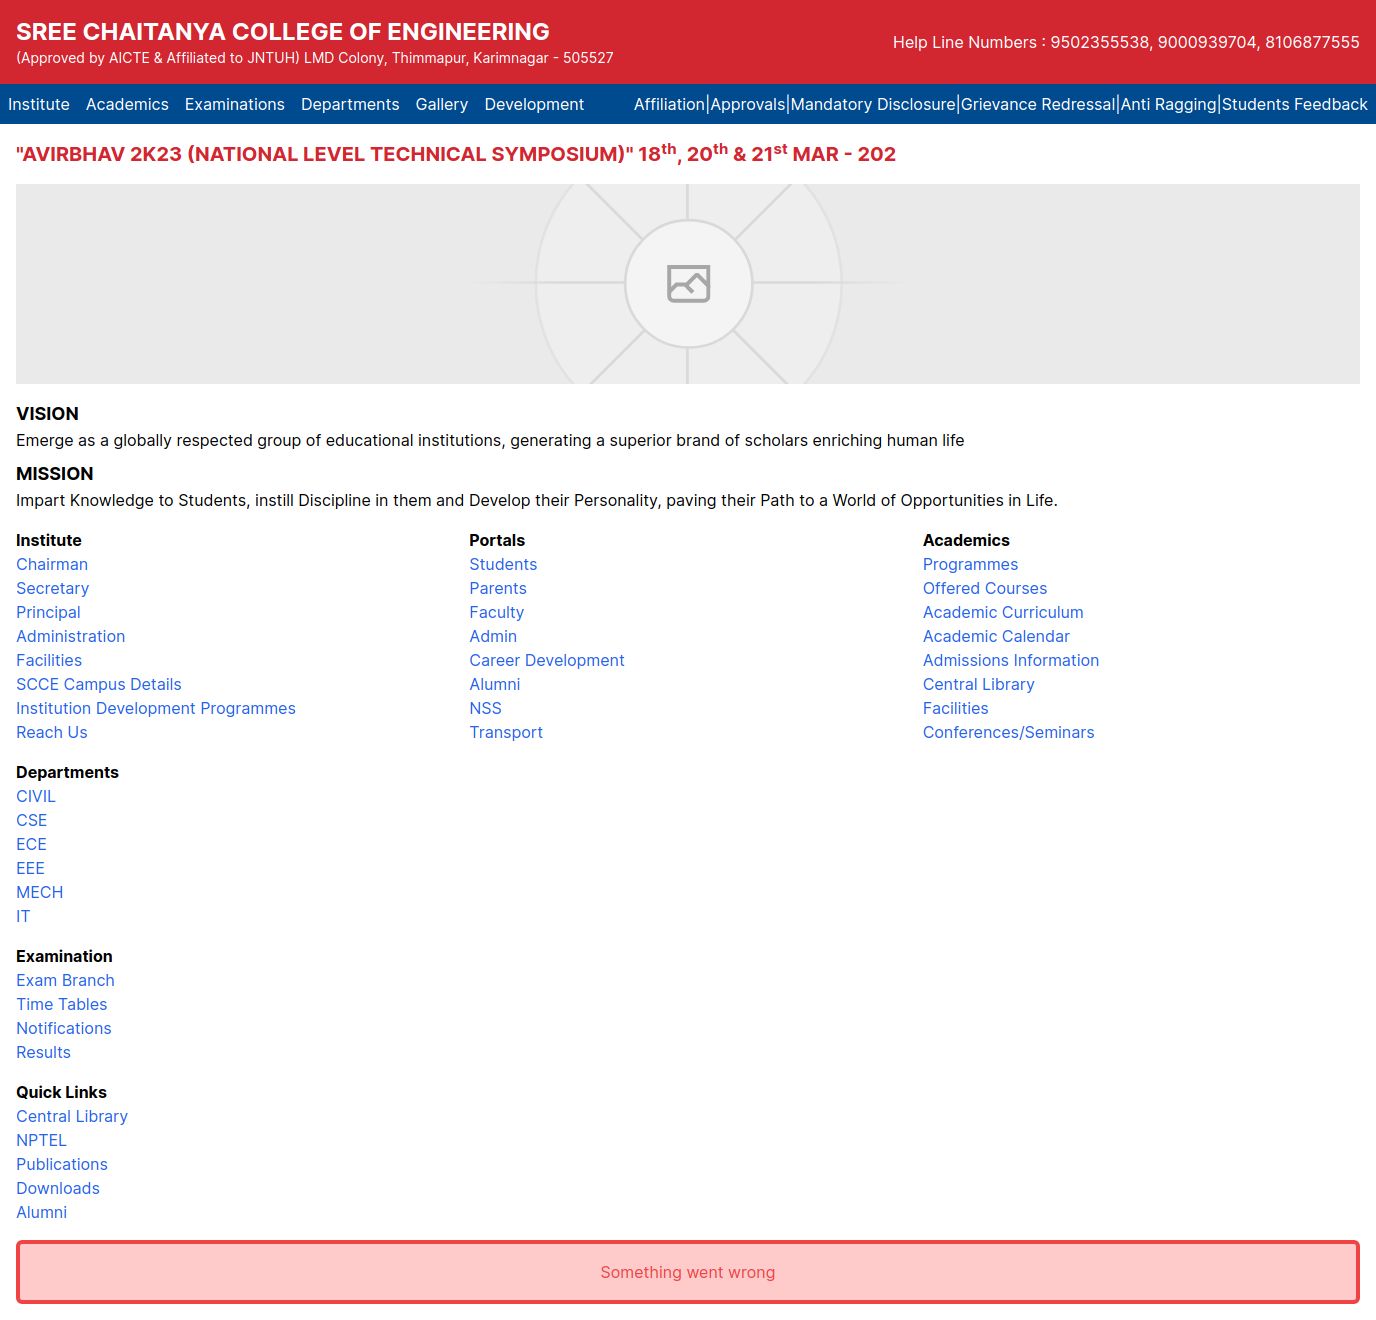 SREE CHAITANYA COLLEGE OF ENGINEERING
(Approved by AICTE & Affiliated to JNTUH) LMD Colony, Thimmapur, Karimnagar - 505527
Help Line Numbers : 9502355538, 9000939704, 8106877555
Institute Academics Examinations Departments Gallery Development Affiliation|Approvals|Mandatory Disclosure|Grievance Redressal|Anti Ragging|Students Feedback
"AVIRBHAV 2K23 (NATIONAL LEVEL TECHNICAL SYMPOSIUM)" 18th, 20th & 21st MAR - 202
VISION
Emerge as a globally respected group of educational institutions, generating a superior brand of scholars enriching human life
MISSION
Impart Knowledge to Students, instill Discipline in them and Develop their Personality, paving their Path to a World of Opportunities in Life.
Institute
Chairman
Secretary
Principal
Administration
Facilities
SCCE Campus Details
Institution Development Programmes
Reach Us
Portals
Students
Parents
Faculty
Admin
Career Development
Alumni
NSS
Transport
Academics
Programmes
Offered Courses
Academic Curriculum
Academic Calendar
Admissions Information
Central Library
Facilities
Conferences/Seminars
Departments
CIVIL
CSE
ECE
EEE
MECH
IT
Examination
Exam Branch
Time Tables
Notifications
Results
Quick Links
Central Library
NPTEL
Publications
Downloads
Alumni
Something went wrong